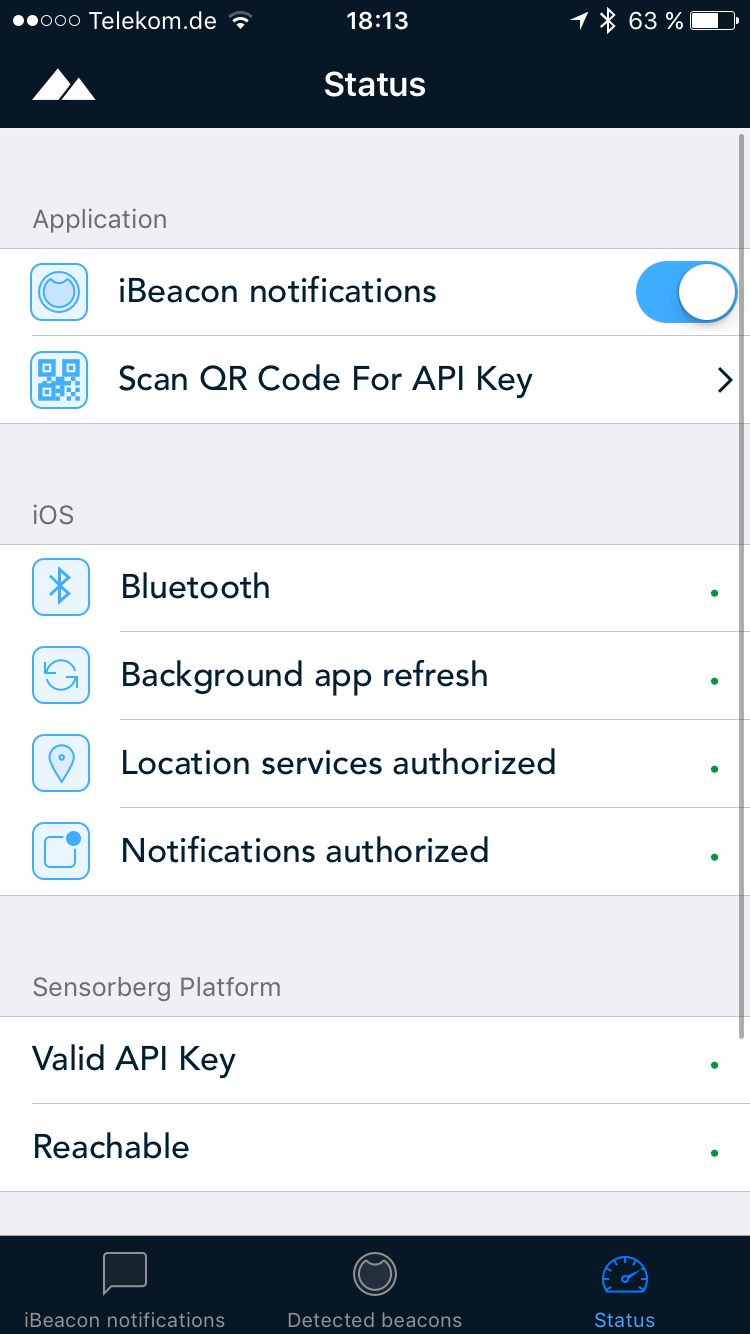 Telekom.de 18:13 63 %
Status
Application
iBeacon notifications
Scan QR Code For API Key
iOS
Bluetooth
Background app refresh
Location services authorized
Notifications authorized
Sensorberg Platform
Valid API Key
Reachable
iBeacon notifications Detected beacons Status